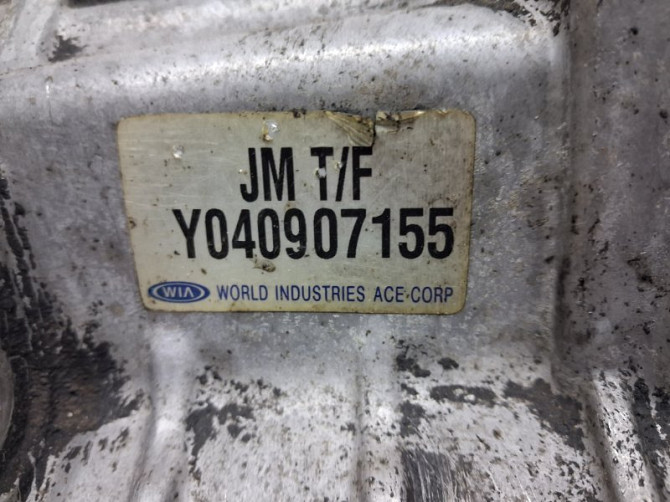 JM T/F
Y040907155
WIA WORLD INDUSTRIES ACE CORP